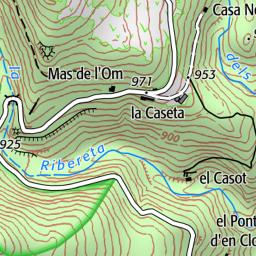 Casa No
la
dels
Mas de l'Om
971
953
la Caseta
925
900
Ribereta
el Casot
el Pont
d'en Clo